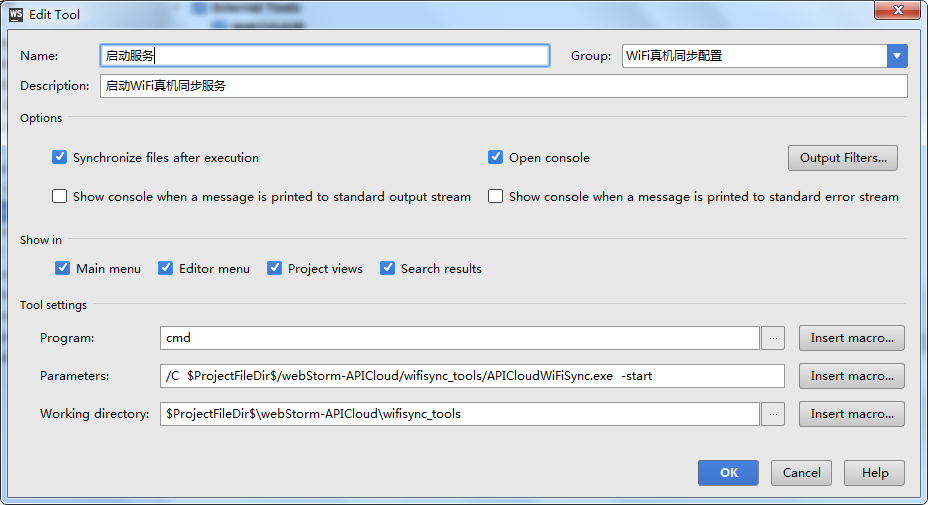 External Tools
WS Edit Tool
Name: 启动服务 Group: WiFi真机同步配置
Description: 启动WiFi真机同步服务
Options
Synchronize files after execution Open console Output Filters...
Show console when a message is printed to standard output stream Show console when a message is printed to standard error stream
Show in
Main menu Editor menu Project views Search results
Tool settings
Program: cmd ... Insert macro...
Parameters: /C $ProjectFileDir$/webStorm-APICloud/wifisync_tools/APICloudWiFiSync.exe -start Insert macro...
Working directory: $ProjectFileDir$\webStorm-APICloud\wifisync_tools ... Insert macro...
OK Cancel Help